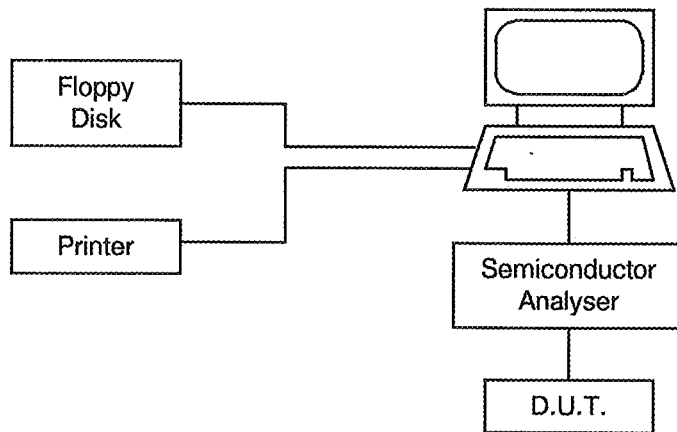 Floppy
Disk
Printer
Semiconductor
Analyser
D.U.T.